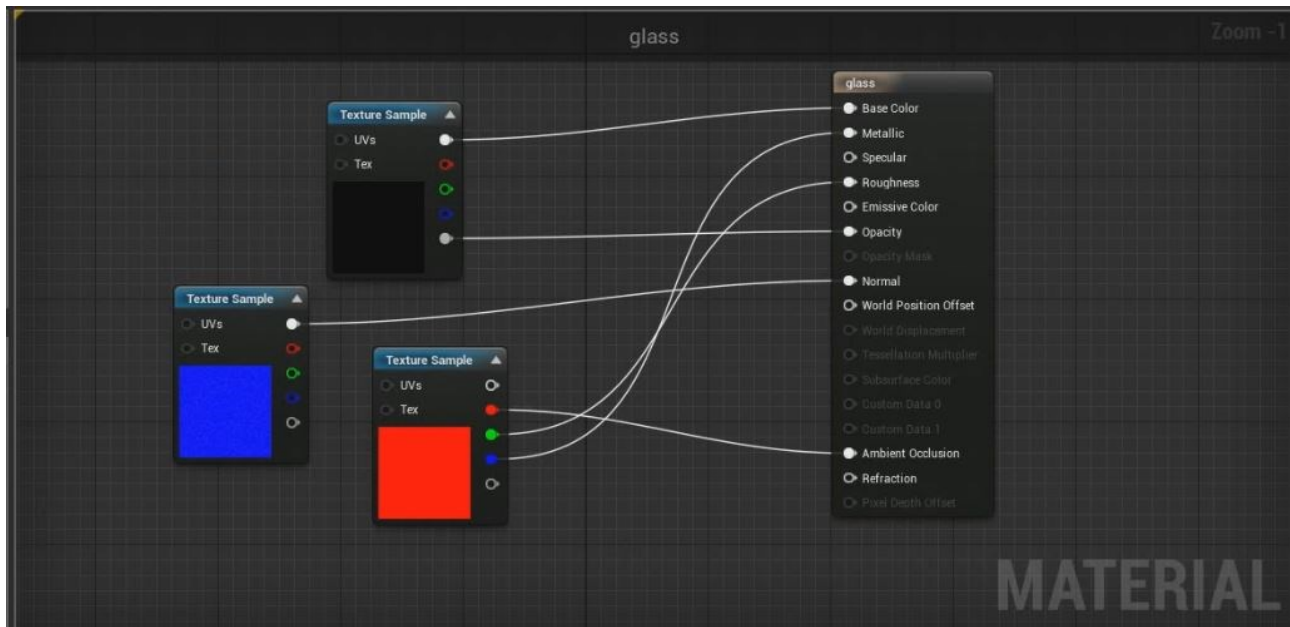 glass
Zoom -1
Texture Sample
UVs
Tex
Texture Sample
UVs
Tex
Texture Sample
UVs
Tex
glass
Base Color
Metallic
Specular
Roughness
Emissive Color
Opacity
Opacity Mask
Normal
World Position Offset
World Displacement
Tessellation Multiplier
Subsurface Color
Custom Data 0
Custom Data 1
Ambient Occlusion
Refraction
Pixel Depth Offset
MATERIAL